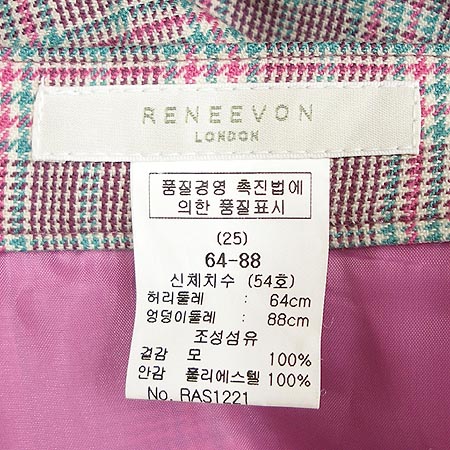 RENEEVON
LONDON
품질경영 촉진법에
의한 품질표시
(25)
64-88
신체치수 (54호)
허리둘레 : 64cm
엉덩이둘레 : 88cm
조성섬유
겉감 모 100%
안감 폴리에스텔 100%
No. RAS1221